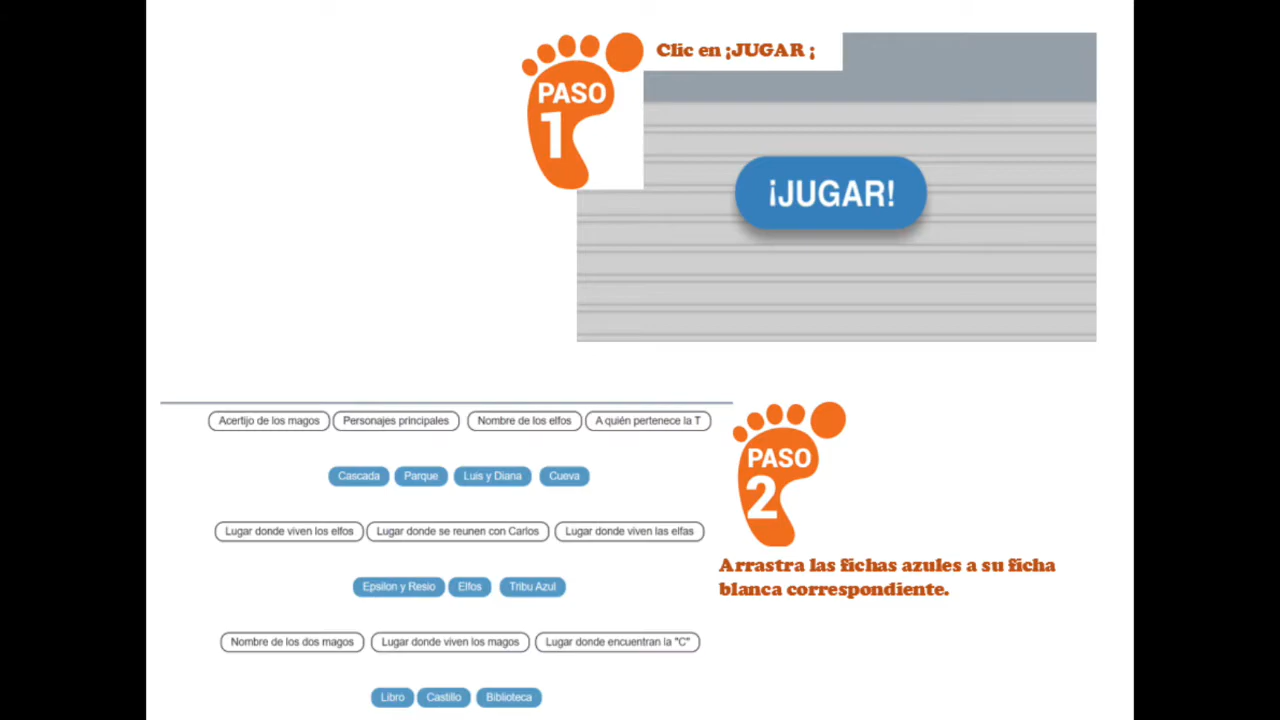 PASO
1
Clic en ¡JUGAR ¡
¡JUGAR!
Acertijo de los magos
Personajes principales
Nombre de los elfos
A quién pertenece la T
Cascada
Parque
Luis y Diana
Cueva
Lugar donde viven los elfos
Lugar donde se reunen con Carlos
Lugar donde viven las elfas
Epsilon y Resio
Elfos
Tribu Azul
Nombre de los dos magos
Lugar donde viven los magos
Lugar donde encuentran la "C"
Libro
Castillo
Biblioteca
PASO
2
Arrastra las fichas azules a su ficha
blanca correspondiente.